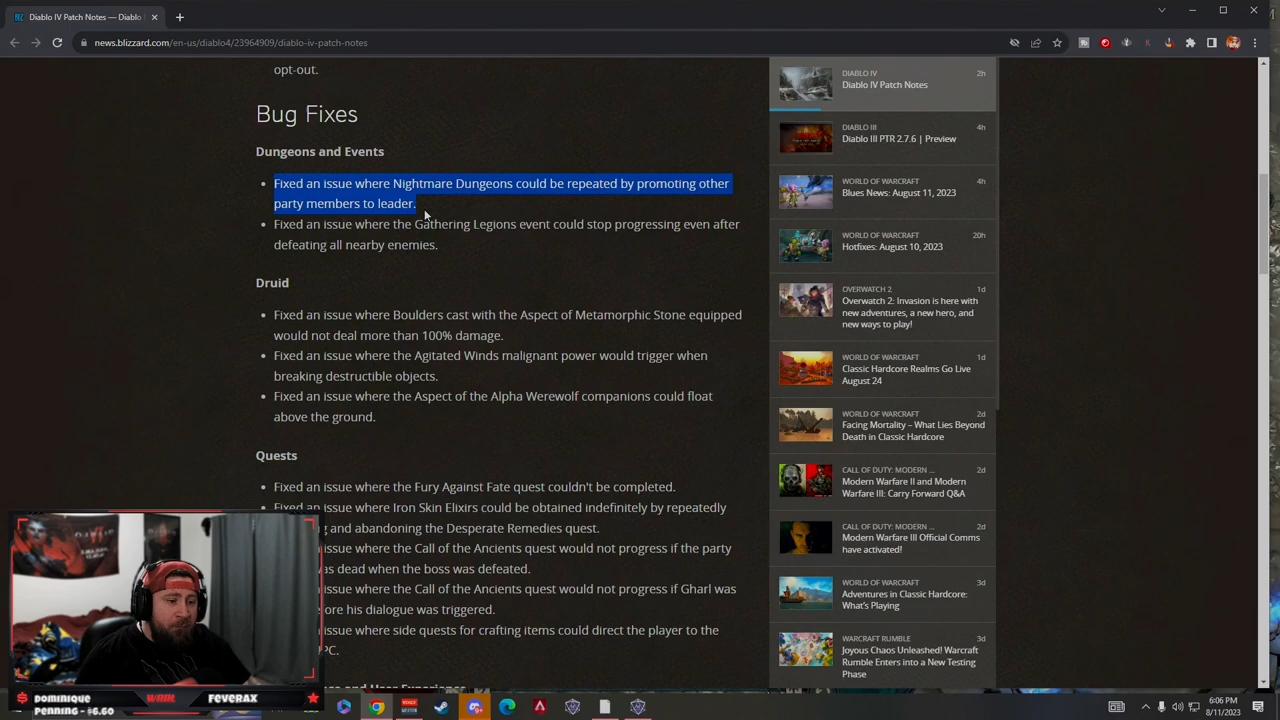 Diablo IV Patch Notes — Diablo
news.blizzard.com/en-us/diablo4/23964909/diablo-iv-patch-notes
opt-out.
Bug Fixes
Dungeons and Events
Fixed an issue where Nightmare Dungeons could be repeated by promoting other
party members to leader.
Fixed an issue where the Gathering Legions event could stop progressing even after
defeating all nearby enemies.
Druid
Fixed an issue where Boulders cast with the Aspect of Metamorphic Stone equipped
would not deal more than 100% damage.
Fixed an issue where the Agitated Winds malignant power would trigger when
breaking destructible objects.
Fixed an issue where the Aspect of the Alpha Werewolf companions could float
above the ground.
Quests
Fixed an issue where the Fury Against Fate quest couldn't be completed.
Fixed an issue where Iron Skin Elixirs could be obtained indefinitely by repeatedly
g and abandoning the Desperate Remedies quest.
issue where the Call of the Ancients quest would not progress if the party
as dead when the boss was defeated.
issue where the Call of the Ancients quest would not progress if Gharl was
ore his dialogue was triggered.
issue where side quests for crafting items could direct the player to the
PC.
and User Experience
DIABLO IV 2h
Diablo IV Patch Notes
DIABLO III 4h
Diablo III PTR 2.7.6 | Preview
WORLD OF WARCRAFT 4h
Blues News: August 11, 2023
WORLD OF WARCRAFT 20h
Hotfixes: August 10, 2023
OVERWATCH 2 1d
Overwatch 2: Invasion is here with
new adventures, a new hero, and
new ways to play!
WORLD OF WARCRAFT 1d
Classic Hardcore Realms Go Live
August 24
WORLD OF WARCRAFT 2d
Facing Mortality – What Lies Beyond
Death in Classic Hardcore
CALL OF DUTY: MODERN ... 2d
Modern Warfare II and Modern
Warfare III: Carry Forward Q&A
CALL OF DUTY: MODERN ... 2d
Modern Warfare III Official Comms
have activated!
WORLD OF WARCRAFT 3d
Adventures in Classic Hardcore:
What's Playing
WARCRAFT RUMBLE 3d
Joyous Chaos Unleashed! Warcraft
Rumble Enters into a New Testing
Phase
DOMINIQUE
PENNING - $6.60
FEVERAX
6:06 PM
8/11/2023